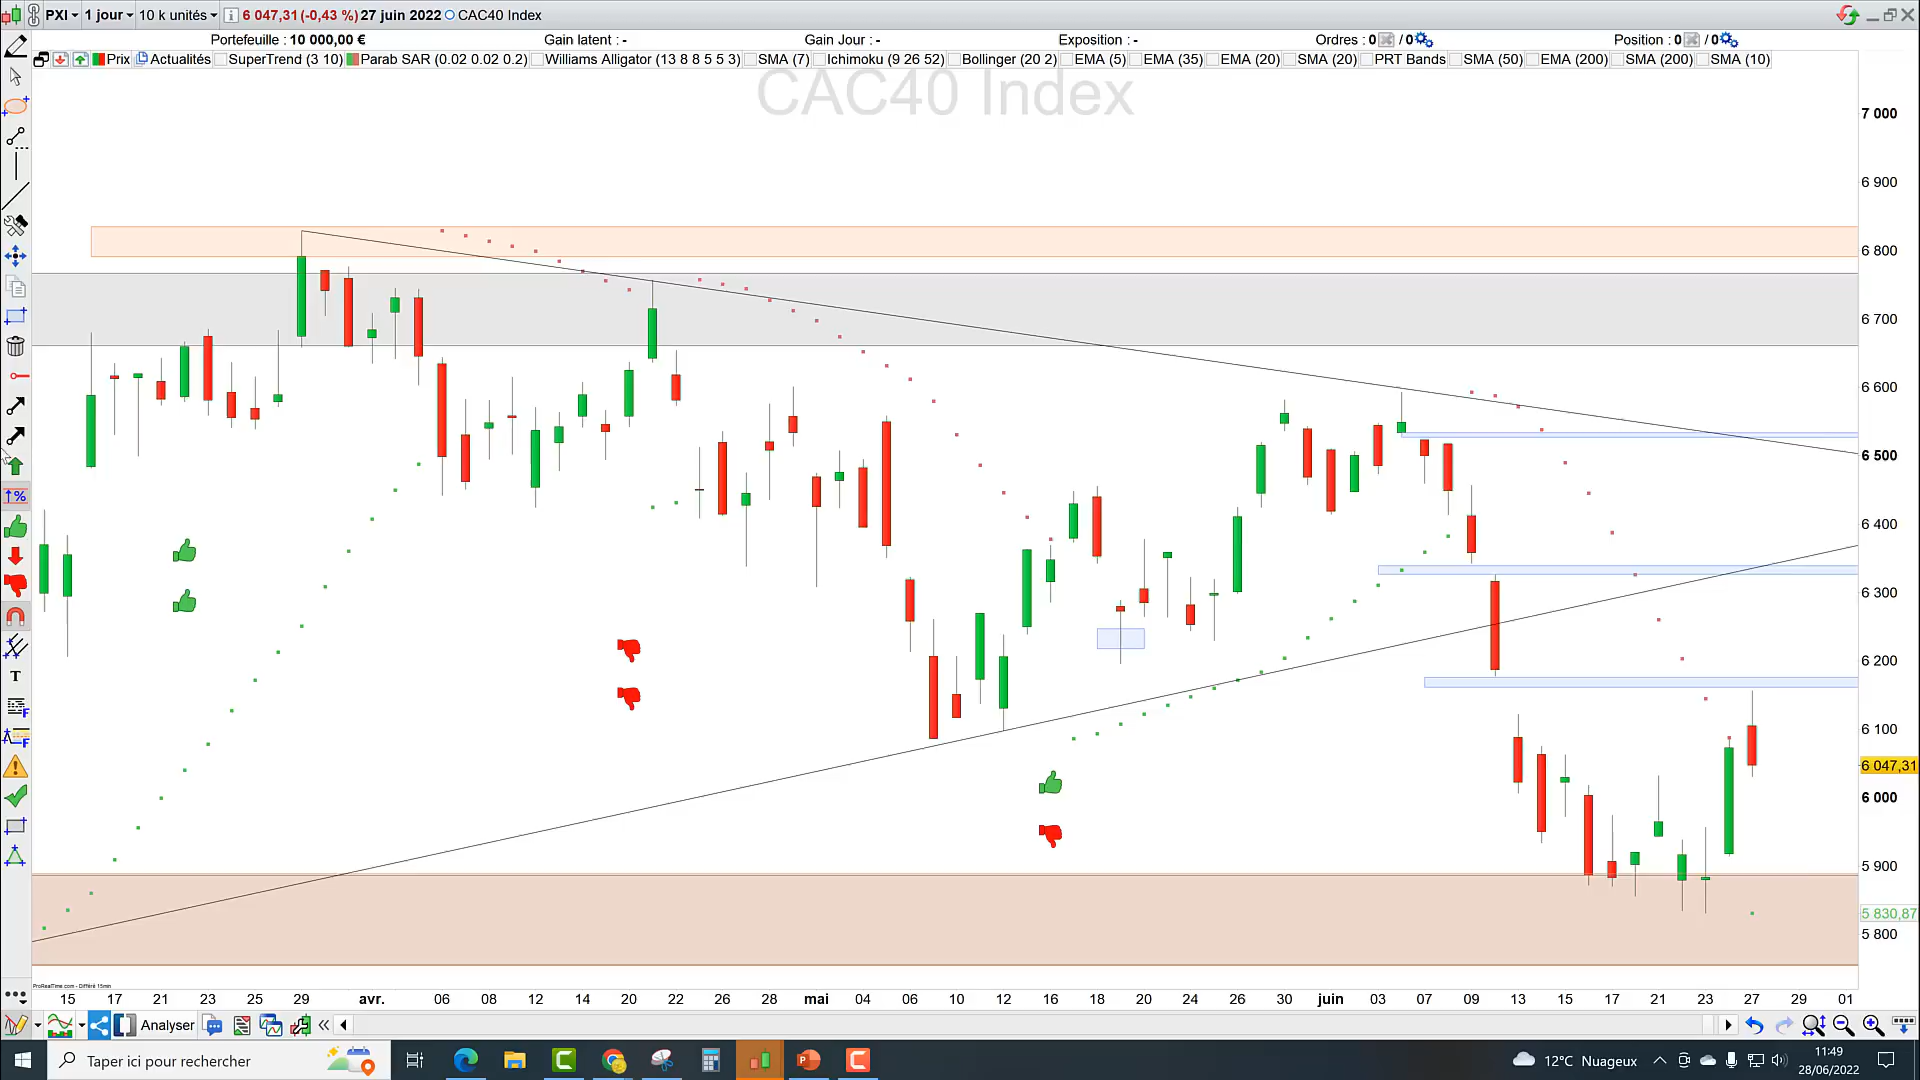 PXI 1 jour 10 k unités 6 047,31 (-0,43 %) 27 juin 2022 CAC40 Index
Portefeuille : 10 000,00 € Gain latent : - Gain Jour : - Exposition : - Ordres : 0 / 0 Position : 0 / 0
Prix Actualités SuperTrend (3 10) Parab SAR (0.02 0.02 0.2) Williams Alligator (13 8 8 5 5 3) SMA (7) Ichimoku (9 26 52) Bollinger (20 2) EMA (5) EMA (35) EMA (20) SMA (20) PRT Bands SMA (50) EMA (200) SMA (200) SMA (10)
CAC40 Index
7 000
6 900
6 800
6 700
6 600
6 500
6 400
6 300
6 200
6 100
6 047,31
6 000
5 900
5 830,87
5 800
%
T
F
F
ProRealTime.com - Différé 15min
15 17 21 23 25 29 avr. 06 08 12 14 20 22 26 28 mai 04 06 10 12 16 18 20 24 26 30 juin 03 07 09 13 15 17 21 23 27 29 01
Analyser
Taper ici pour rechercher
12°C Nuageux
11:49
28/06/2022